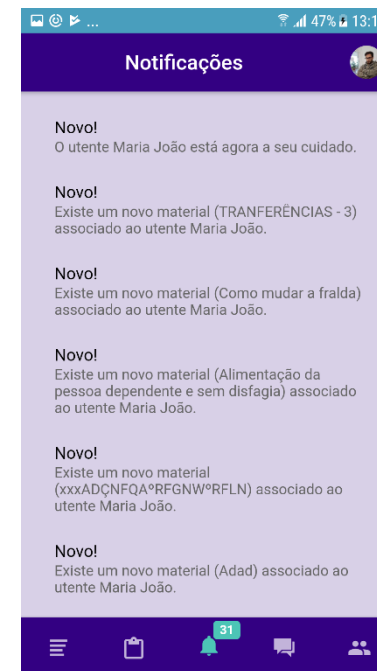 ... 47% 13:1
Notificações
Novo!
O utente Maria João está agora a seu cuidado.
Novo!
Existe um novo material (TRANFERÊNCIAS - 3)
associado ao utente Maria João.
Novo!
Existe um novo material (Como mudar a fralda)
associado ao utente Maria João.
Novo!
Existe um novo material (Alimentação da
pessoa dependente e sem disfagia) associado
ao utente Maria João.
Novo!
Existe um novo material
(xxxADÇNFQAºRFGNWºRFLN) associado ao
utente Maria João.
Novo!
Existe um novo material (Adad) associado ao
utente Maria João.
31